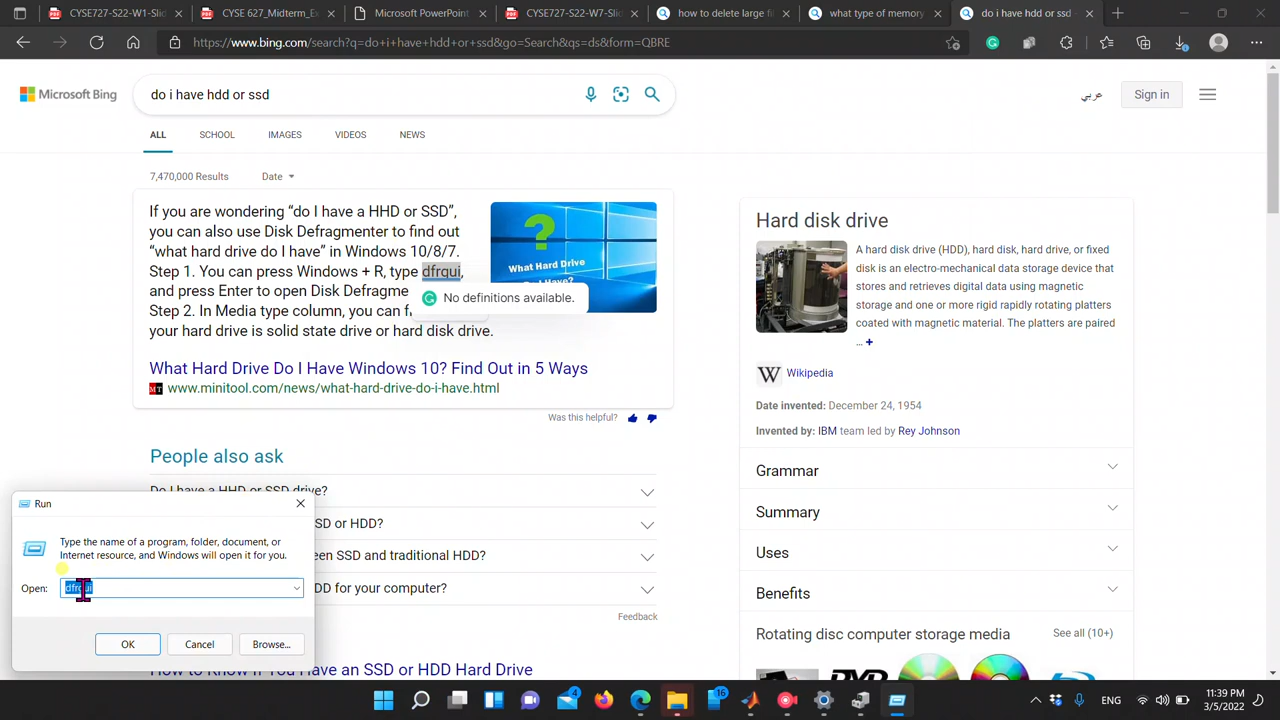 CYSE727-S22-W1-Slid
CYSE627_Midterm_Ex
Microsoft PowerPoint
CYSE727-S22-W7-Slid
how to delete large fil
what type of memory
do i have hdd or ssd
https://www.bing.com/search?q=do+i+have+hdd+or+ssd&go=Search&qs=ds&form=QBRE
Microsoft Bing
do i have hdd or ssd
عربي
Sign in
ALL
SCHOOL
IMAGES
VIDEOS
NEWS
7,470,000 Results
Date
If you are wondering “do I have a HHD or SSD”,
you can also use Disk Defragmenter to find out
“what hard drive do I have” in Windows 10/8/7.
Step 1. You can press Windows + R, type dfrqui,
and press Enter to open Disk Defragme
Step 2. In Media type column, you can f
your hard drive is solid state drive or hard disk drive.
?
What Hard Drive
Have?
No definitions available.
What Hard Drive Do I Have Windows 10? Find Out in 5 Ways
MT
www.minitool.com/news/what-hard-drive-do-i-have.html
Was this helpful?
People also ask
Do I have a HHD or SSD drive?
SD or HDD?
een SSD and traditional HDD?
DD for your computer?
Feedback
How to Know If You Have an SSD or HDD Hard Drive
Hard disk drive
A hard disk drive (HDD), hard disk, hard drive, or fixed
disk is an electro-mechanical data storage device that
stores and retrieves digital data using magnetic
storage and one or more rigid rapidly rotating platters
coated with magnetic material. The platters are paired
... +
W
Wikipedia
Date invented: December 24, 1954
Invented by: IBM team led by Rey Johnson
Grammar
Summary
Uses
Benefits
Rotating disc computer storage media
See all (10+)
DVD
Run
Type the name of a program, folder, document, or
Internet resource, and Windows will open it for you.
Open:
dfrqui
OK
Cancel
Browse...
4
16
ENG
11:39 PM
3/5/2022